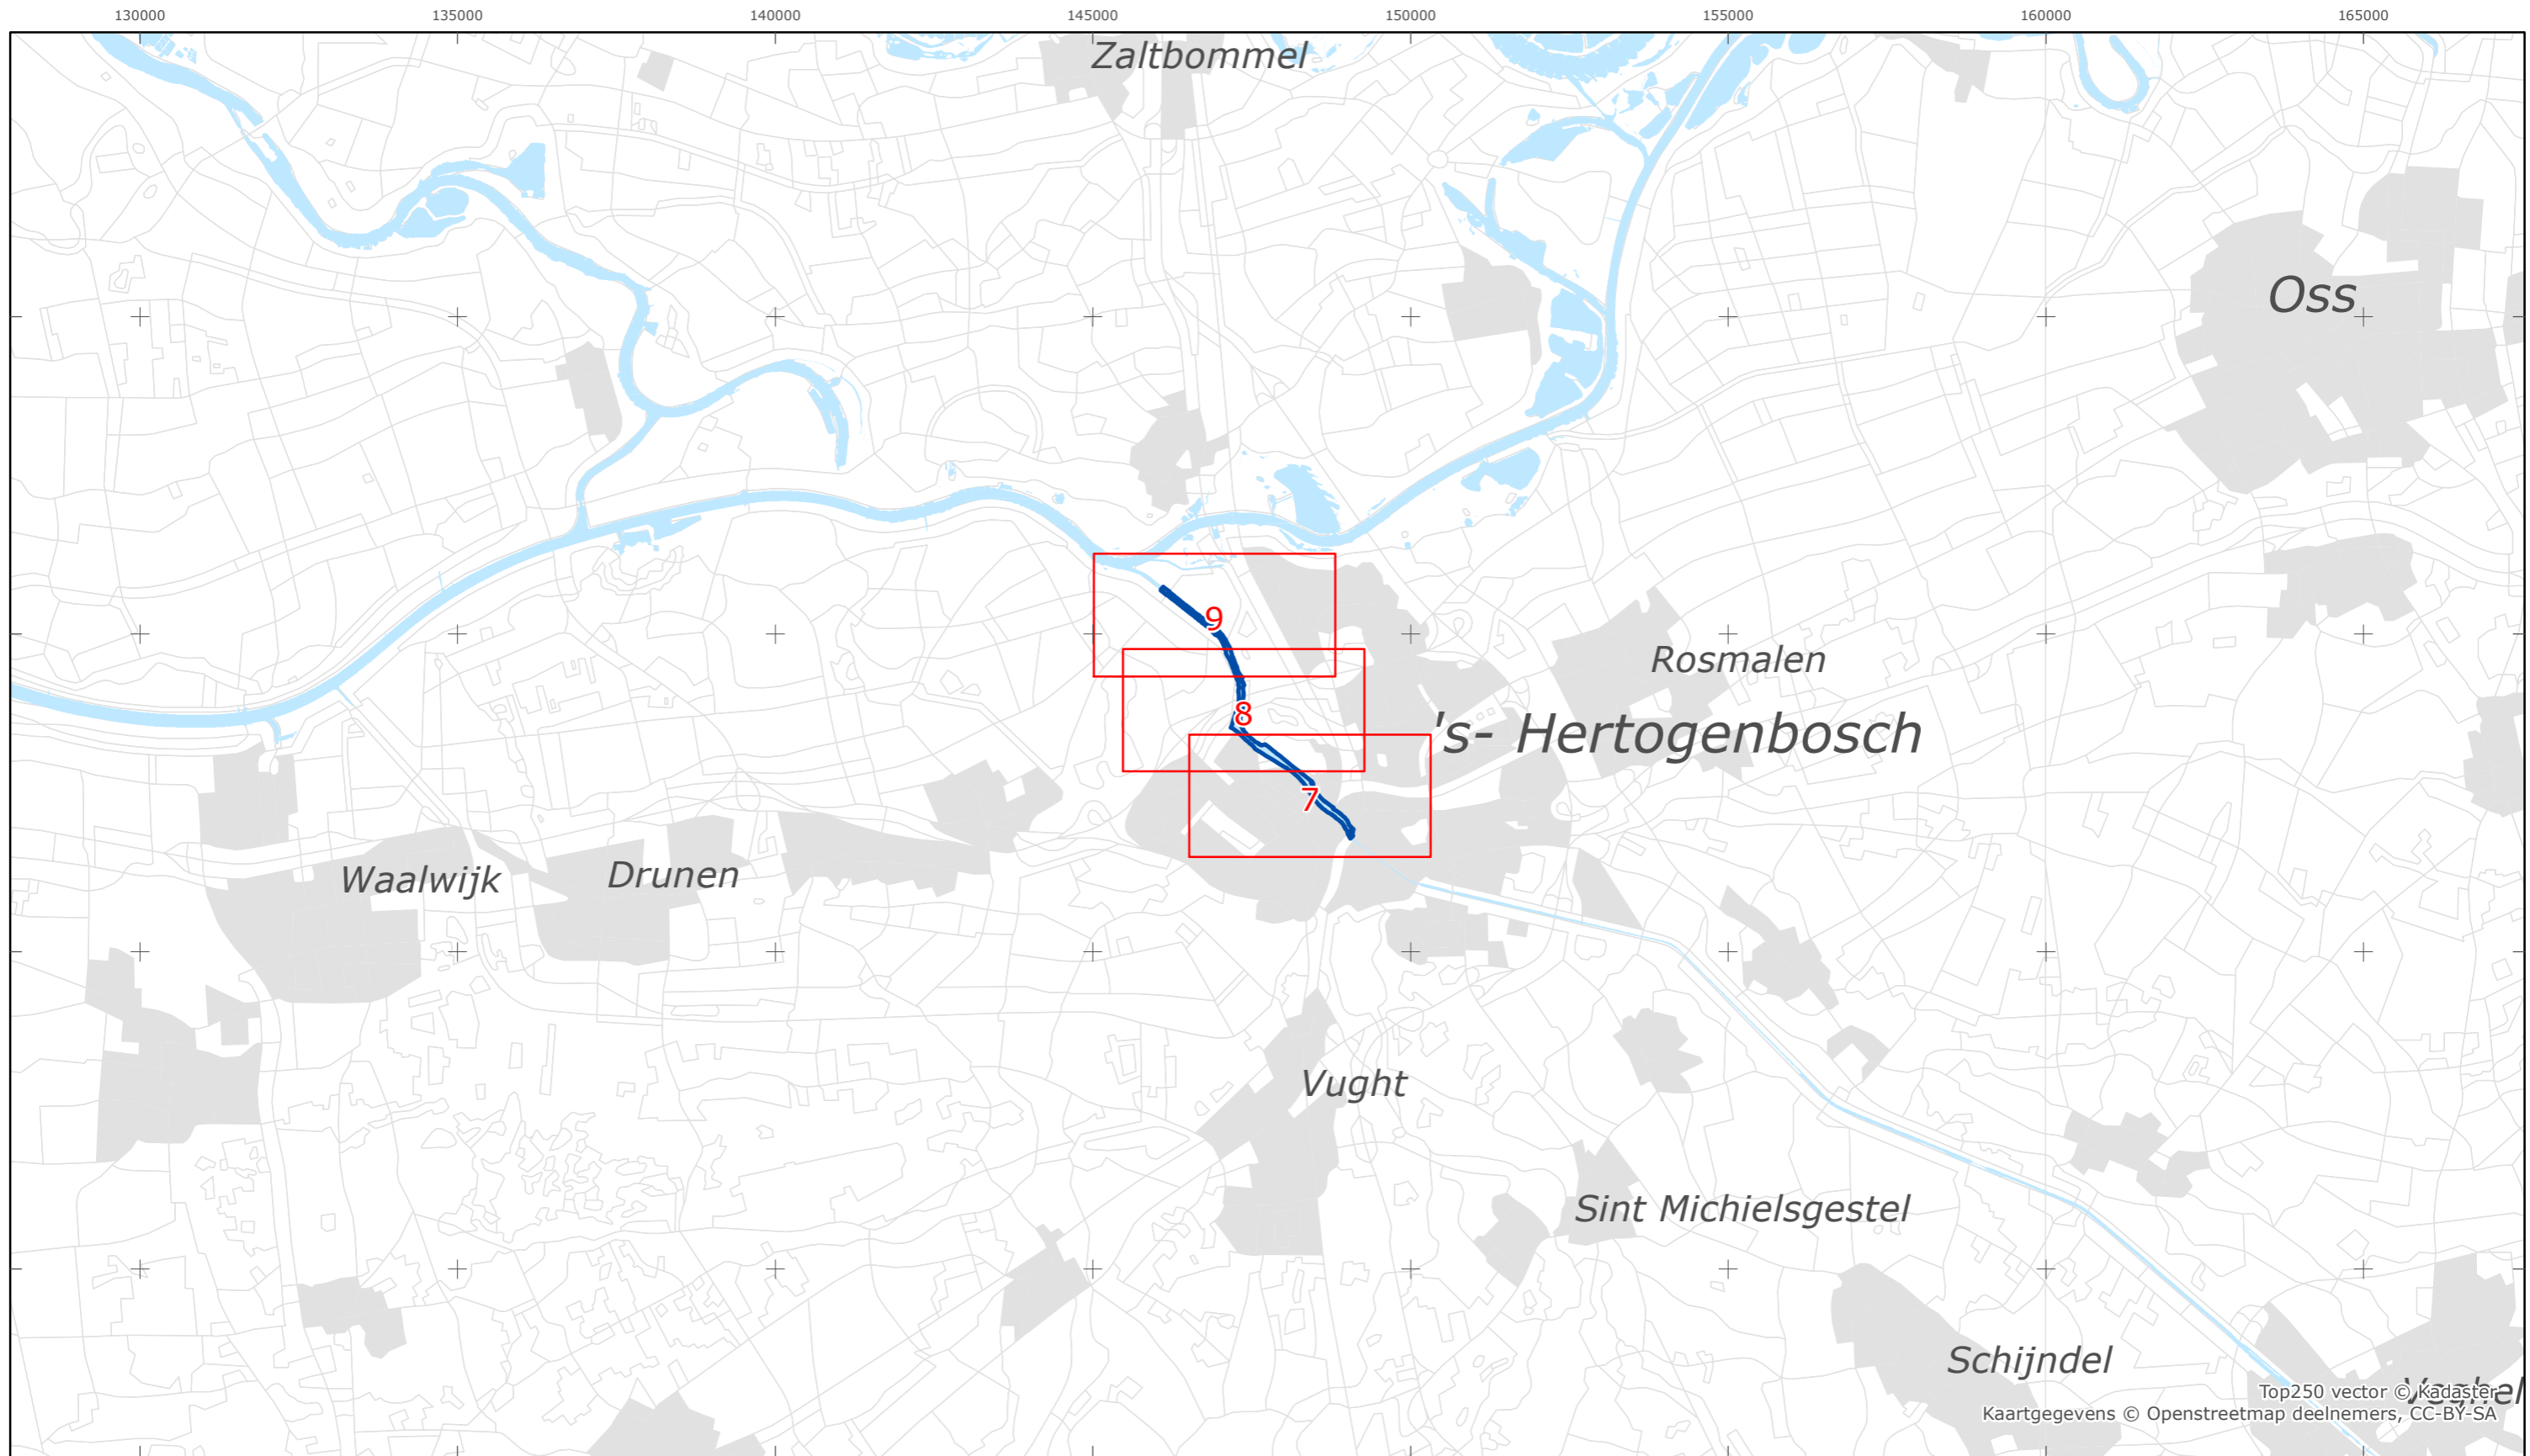 130000 135000 140000 145000 150000 155000 160000 165000
Zaltbommel
Oss
9
Rosmalen
8
's- Hertogenbosch
7
Waalwijk
Drunen
Vught
Sint Michielsgestel
Schijndel
Veghel
Top250 vector © Kadaster
Kaartgegevens © Openstreetmap deelnemers, CC-BY-SA